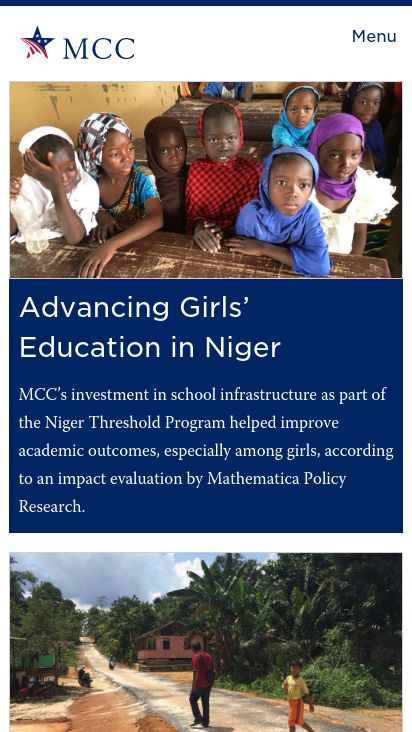 MCC
Menu
Advancing Girls’
Education in Niger
MCC’s investment in school infrastructure as part of
the Niger Threshold Program helped improve
academic outcomes, especially among girls, according
to an impact evaluation by Mathematica Policy
Research.